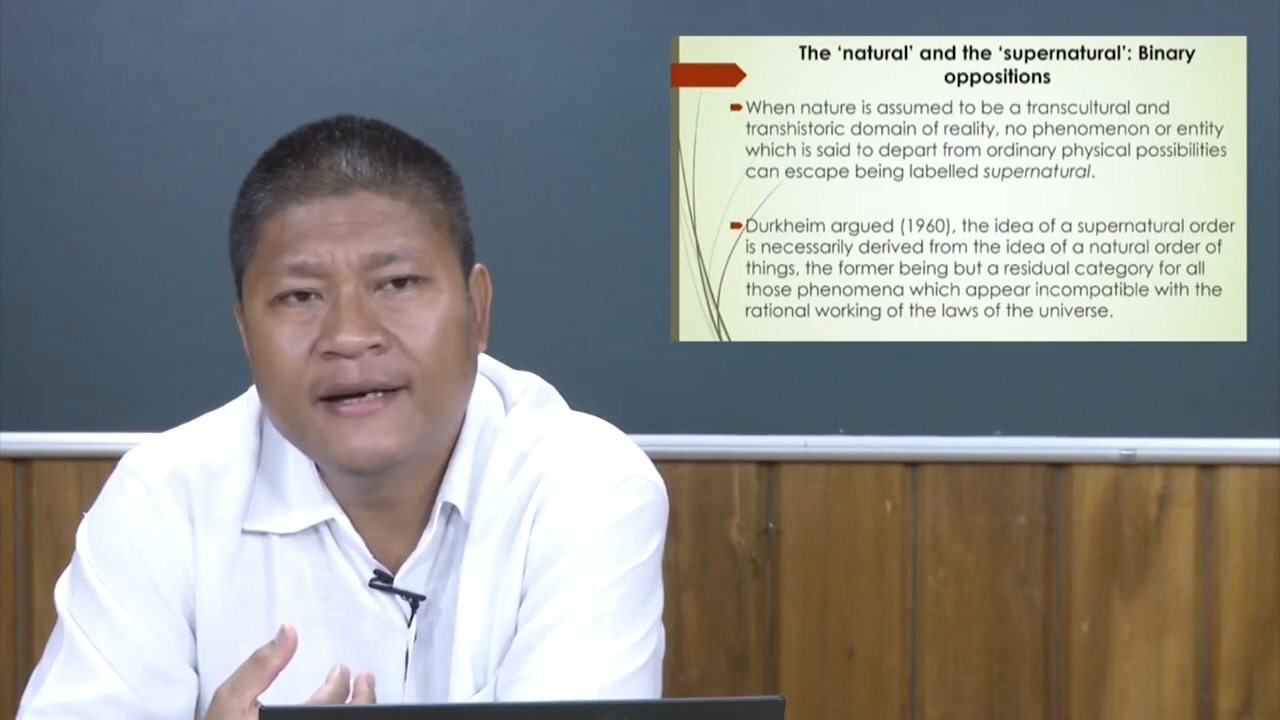 The ‘natural’ and the ‘supernatural’: Binary
oppositions
When nature is assumed to be a transcultural and
transhistoric domain of reality, no phenomenon or entity
which is said to depart from ordinary physical possibilities
can escape being labelled supernatural.
Durkheim argued (1960), the idea of a supernatural order
is necessarily derived from the idea of a natural order of
things, the former being but a residual category for all
those phenomena which appear incompatible with the
rational working of the laws of the universe.